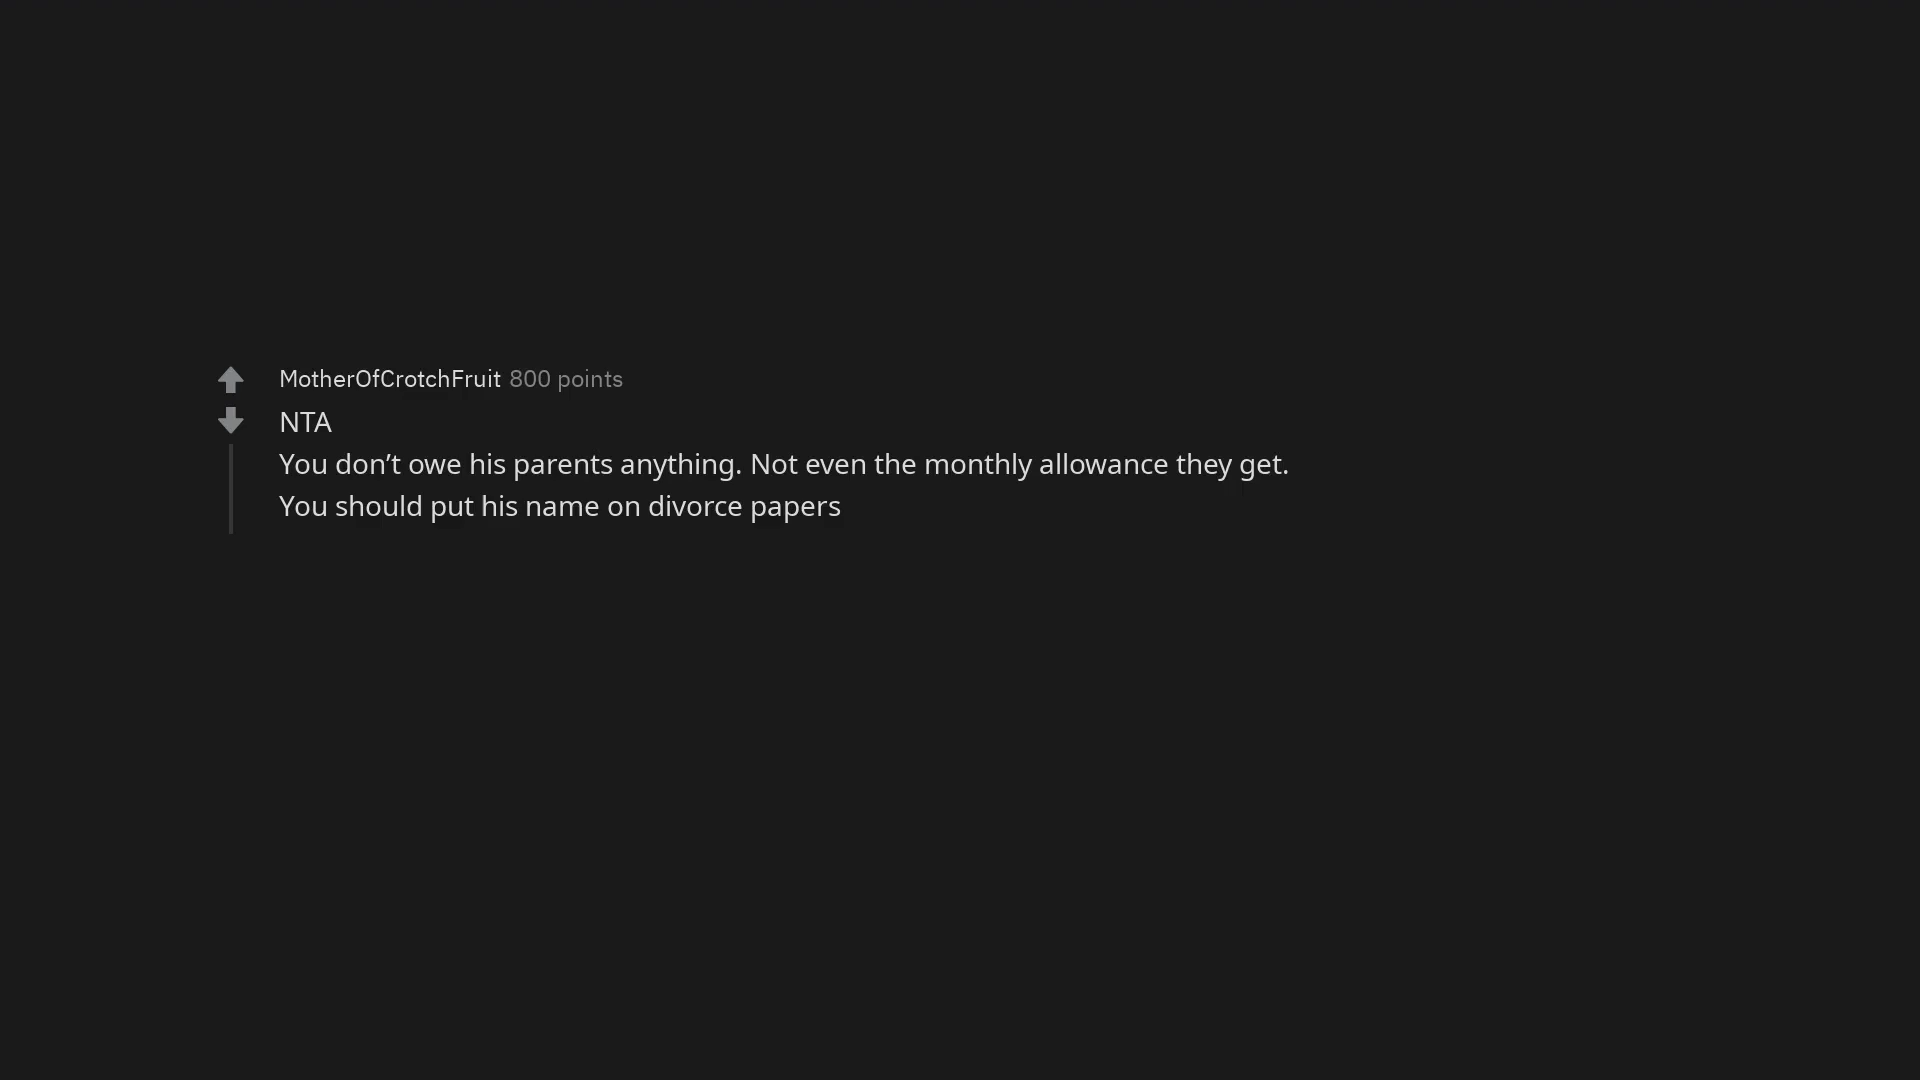 MotherOfCrotchFruit 800 points
NTA
You don’t owe his parents anything. Not even the monthly allowance they get.
You should put his name on divorce papers